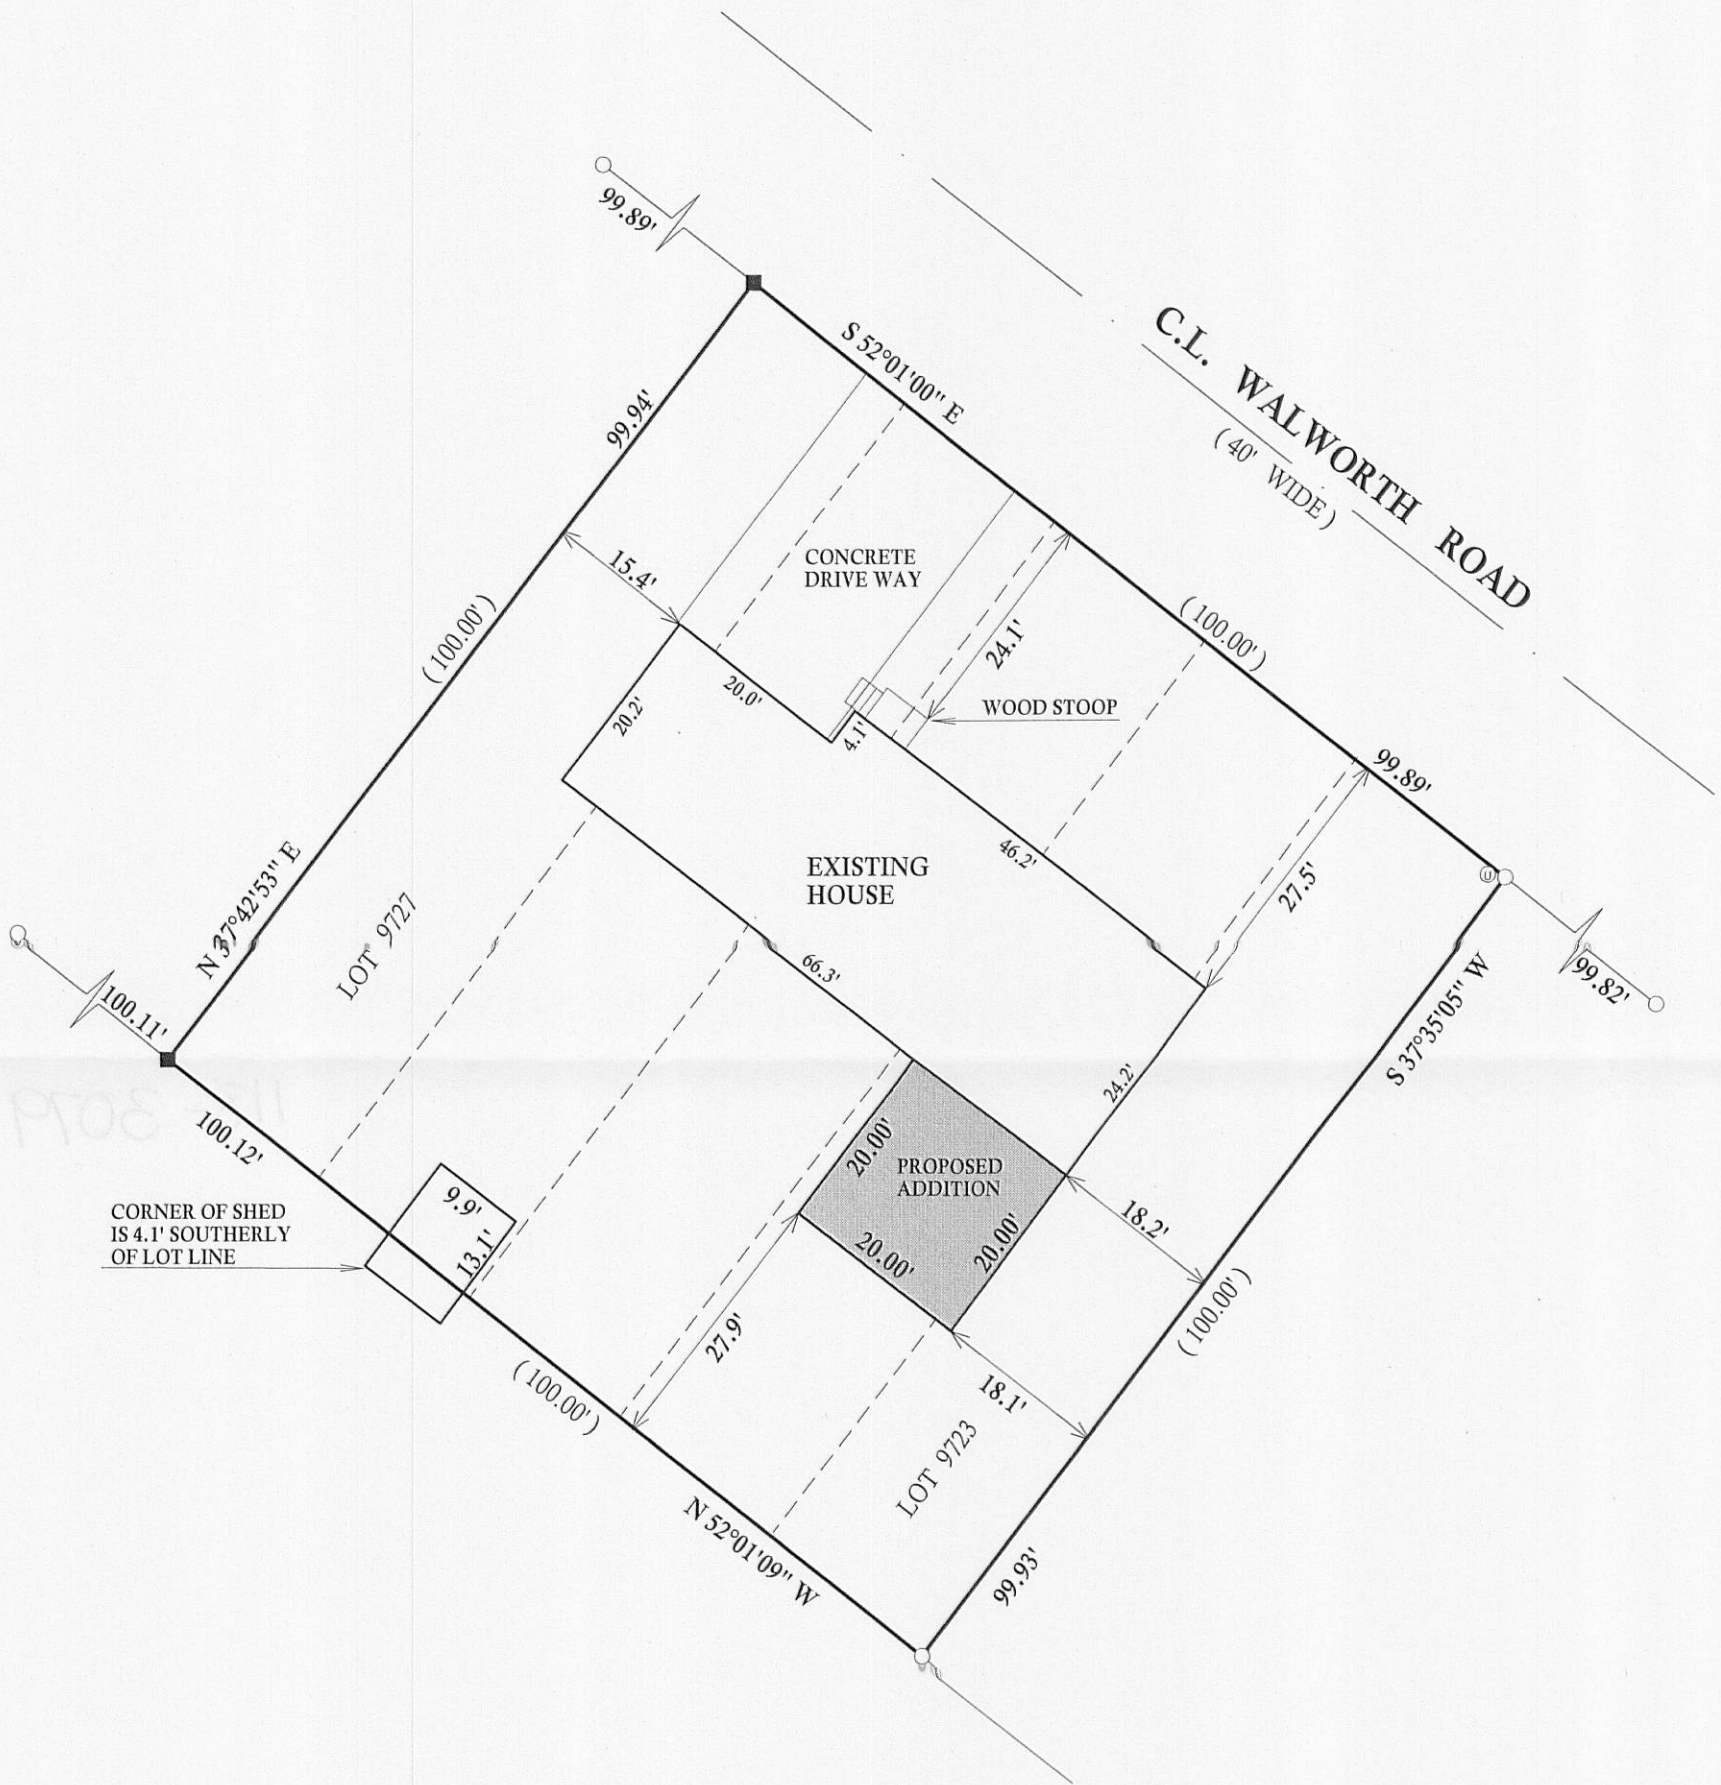 99.89'
S 52°01'00" E
C.L. WALWORTH ROAD
( 40' WIDE )
99.94'
( 100.00' )
15.4'
CONCRETE
DRIVE WAY
( 100.00' )
24.1'
20.2'
20.0'
4.1'
WOOD STOOP
99.89'
46.2'
EXISTING
HOUSE
27.5'
U
N 37°42'53" E
LOT 9727
66.3'
99.82'
S 37°35'05" W
100.11'
24.2'
100.12'
20.00'
PROPOSED
ADDITION
20.00'
20.00'
18.2'
CORNER OF SHED
IS 4.1' SOUTHERLY
OF LOT LINE
9.9'
13.1'
27.9'
( 100.00' )
18.1'
( 100.00' )
LOT 9723
N 52°01'09" W
99.93'